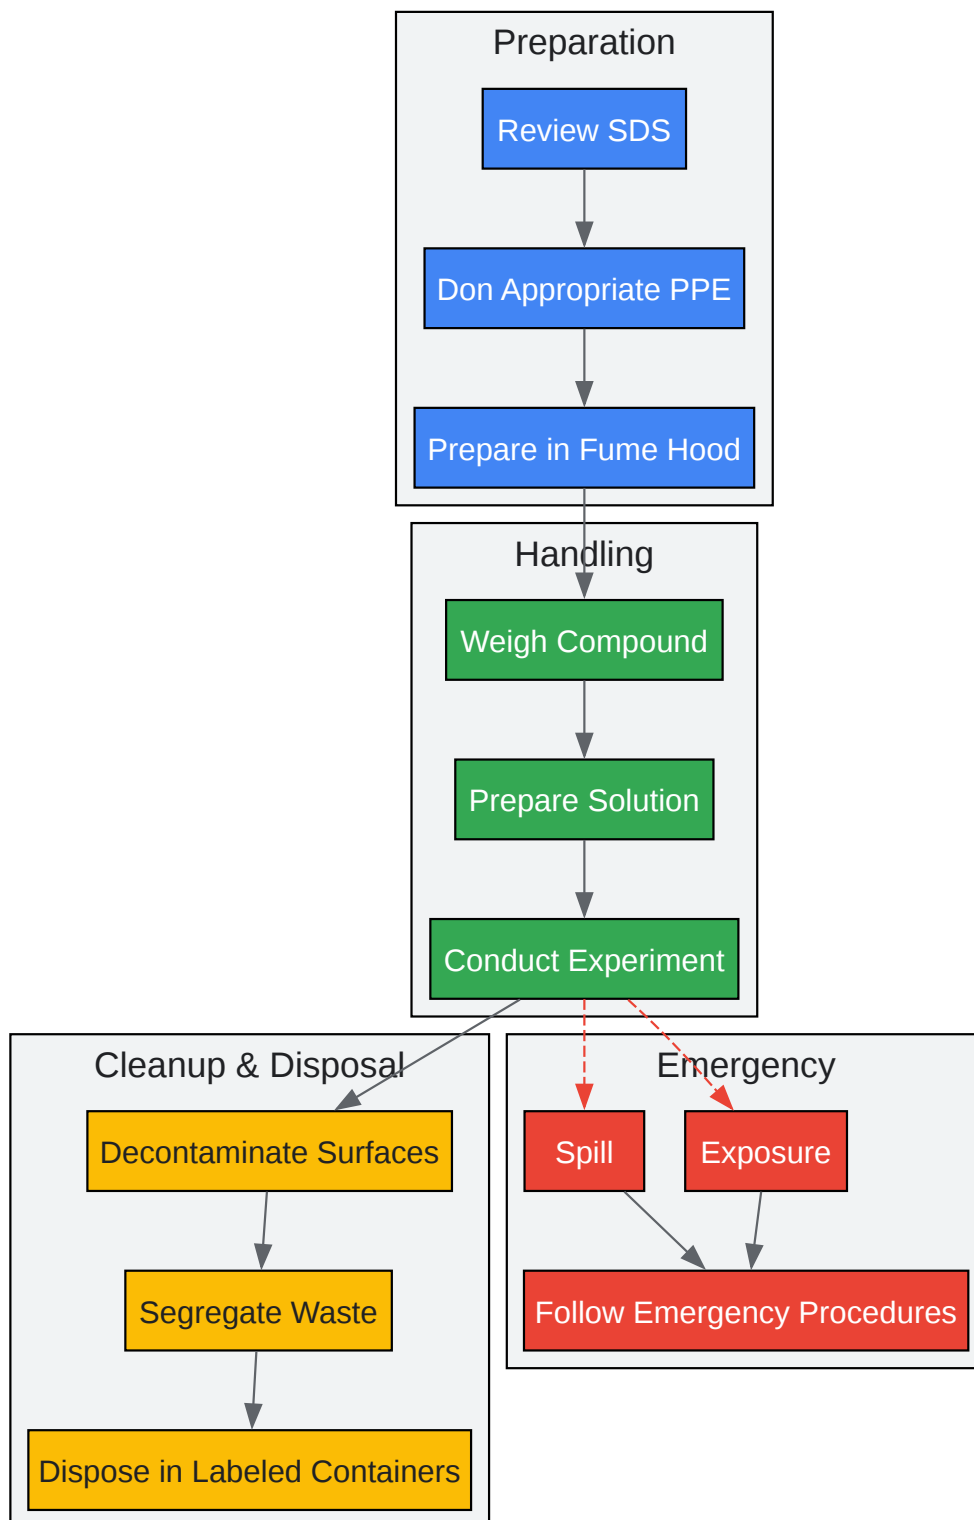 Preparation
Review SDS
Don Appropriate PPE
Prepare in Fume Hood
Handling
Weigh Compound
Prepare Solution
Conduct Experiment
Cleanup & Disposal
Decontaminate Surfaces
Segregate Waste
Dispose in Labeled Containers
Emergency
Spill
Exposure
Follow Emergency Procedures